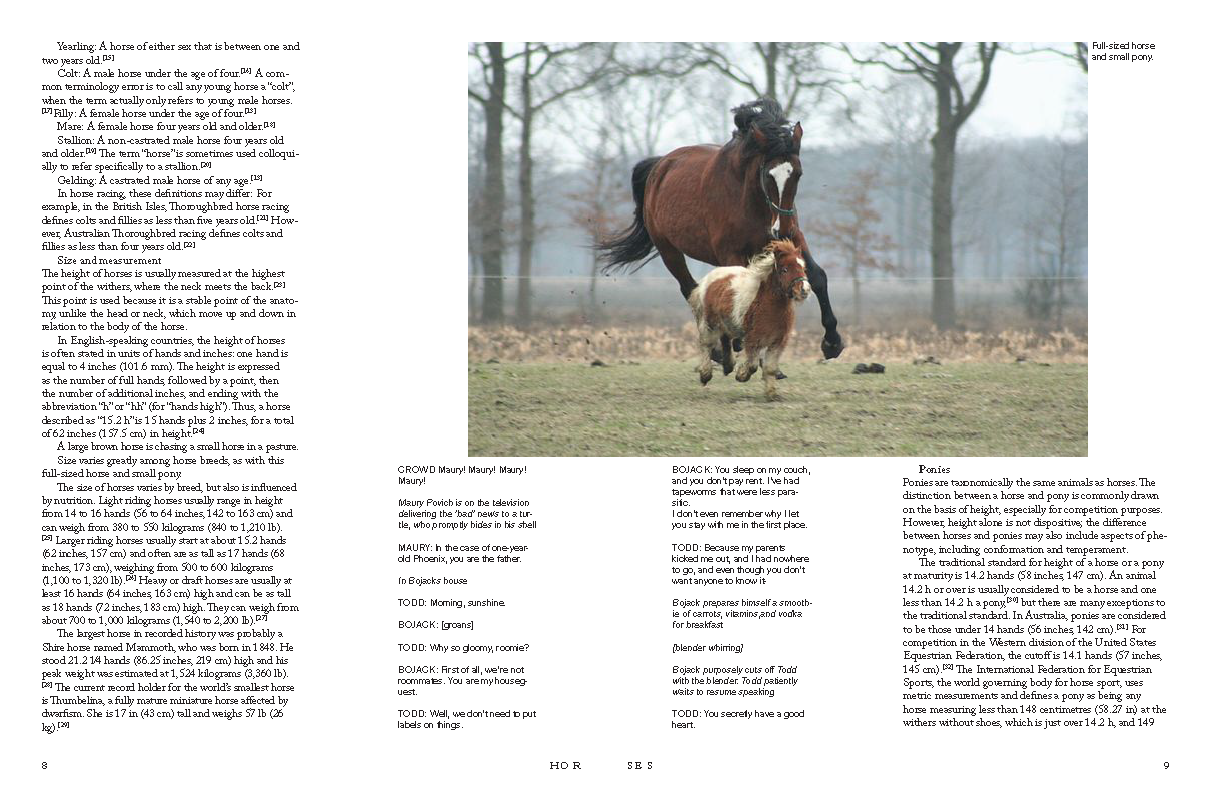 Yearling: A horse of either sex that is between one and
two years old.[15]
Colt: A male horse under the age of four.[16] A com-
mon terminology error is to call any young horse a “colt”,
when the term actually only refers to young male horses.
[17]Filly: A female horse under the age of four.[13]
Mare: A female horse four years old and older.[18]
Stallion: A non-castrated male horse four years old
and older.[19] The term “horse” is sometimes used colloqui-
ally to refer specifically to a stallion.[20]
Gelding: A castrated male horse of any age.[13]
In horse racing, these definitions may differ: For
example, in the British Isles, Thoroughbred horse racing
defines colts and fillies as less than five years old.[21] How-
ever, Australian Thoroughbred racing defines colts and
fillies as less than four years old.[22]
Size and measurement
The height of horses is usually measured at the highest
point of the withers, where the neck meets the back.[23]
This point is used because it is a stable point of the anato-
my, unlike the head or neck, which move up and down in
relation to the body of the horse.
In English-speaking countries, the height of horses
is often stated in units of hands and inches: one hand is
equal to 4 inches (101.6 mm). The height is expressed
as the number of full hands, followed by a point, then
the number of additional inches, and ending with the
abbreviation “h” or “hh” (for “hands high”). Thus, a horse
described as “15.2 h” is 15 hands plus 2 inches, for a total
of 62 inches (157.5 cm) in height.[24]
A large brown horse is chasing a small horse in a pasture.
Size varies greatly among horse breeds, as with this
full-sized horse and small pony.
The size of horses varies by breed, but also is influenced
by nutrition. Light riding horses usually range in height
from 14 to 16 hands (56 to 64 inches, 142 to 163 cm) and
can weigh from 380 to 550 kilograms (840 to 1,210 lb).
[25] Larger riding horses usually start at about 15.2 hands
(62 inches, 157 cm) and often are as tall as 17 hands (68
inches, 173 cm), weighing from 500 to 600 kilograms
(1,100 to 1,320 lb).[26] Heavy or draft horses are usually at
least 16 hands (64 inches, 163 cm) high and can be as tall
as 18 hands (72 inches, 183 cm) high. They can weigh from
about 700 to 1,000 kilograms (1,540 to 2,200 lb).[27]
The largest horse in recorded history was probably a
Shire horse named Mammoth, who was born in 1848. He
stood 21.2 1⁄4 hands (86.25 inches, 219 cm) high and his
peak weight was estimated at 1,524 kilograms (3,360 lb).
[28] The current record holder for the world’s smallest horse
is Thumbelina, a fully mature miniature horse affected by
dwarfism. She is 17 in (43 cm) tall and weighs 57 lb (26
kg).[29]
8
Full-sized horse
and small pony.
CROWD Maury! Maury! Maury!
Maury!
Maury Povich is on the television
delivering the ‘bad’ news to a tur-
tle, who promptly hides in his shell
MAURY: In the case of one-year-
old Phoenix, you are the father.
In Bojacks house
TODD: Morning, sunshine.
BOJACK: [groans]
TODD: Why so gloomy, roomie?
BOJACK: First of all, we’re not
roommates. You are my houseg-
uest.
TODD: Well, we don’t need to put
labels on things.
BOJACK: You sleep on my couch,
and you don’t pay rent. I’ve had
tapeworms that were less para-
sitic.
I don’t even remember why I let
you stay with me in the first place.
TODD: Because my parents
kicked me out, and I had nowhere
to go, and even though you don’t
want anyone to know it-
Bojack prepares himself a smooth-
ie of carrots, vitamins,and vodka
for breakfast
[blender whirring]
Bojack purposely cuts off Todd
with the blender. Todd patiently
waits to resume speaking
TODD: You secretly have a good
heart.
Ponies
Ponies are taxonomically the same animals as horses. The
distinction between a horse and pony is commonly drawn
on the basis of height, especially for competition purposes.
However, height alone is not dispositive; the difference
between horses and ponies may also include aspects of phe-
notype, including conformation and temperament.
The traditional standard for height of a horse or a pony
at maturity is 14.2 hands (58 inches, 147 cm). An animal
14.2 h or over is usually considered to be a horse and one
less than 14.2 h a pony,[30] but there are many exceptions to
the traditional standard. In Australia, ponies are considered
to be those under 14 hands (56 inches, 142 cm).[31] For
competition in the Western division of the United States
Equestrian Federation, the cutoff is 14.1 hands (57 inches,
145 cm).[32] The International Federation for Equestrian
Sports, the world governing body for horse sport, uses
metric measurements and defines a pony as being any
horse measuring less than 148 centimetres (58.27 in) at the
withers without shoes, which is just over 14.2 h, and 149
HOR SES
9